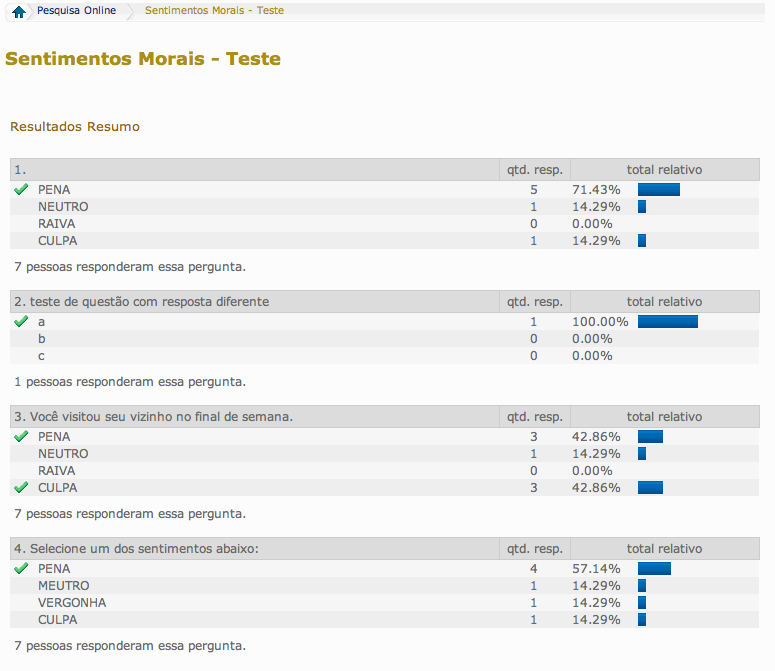 Pesquisa Online Sentimentos Morais - Teste
Sentimentos Morais - Teste
Resultados Resumo
1. qtd. resp. total relativo
PENA 5 71.43%
NEUTRO 1 14.29%
RAIVA 0 0.00%
CULPA 1 14.29%
7 pessoas responderam essa pergunta.
2. teste de questão com resposta diferente qtd. resp. total relativo
a 1 100.00%
b 0 0.00%
c 0 0.00%
1 pessoas responderam essa pergunta.
3. Você visitou seu vizinho no final de semana. qtd. resp. total relativo
PENA 3 42.86%
NEUTRO 1 14.29%
RAIVA 0 0.00%
CULPA 3 42.86%
7 pessoas responderam essa pergunta.
4. Selecione um dos sentimentos abaixo: qtd. resp. total relativo
PENA 4 57.14%
MEUTRO 1 14.29%
VERGONHA 1 14.29%
CULPA 1 14.29%
7 pessoas responderam essa pergunta.